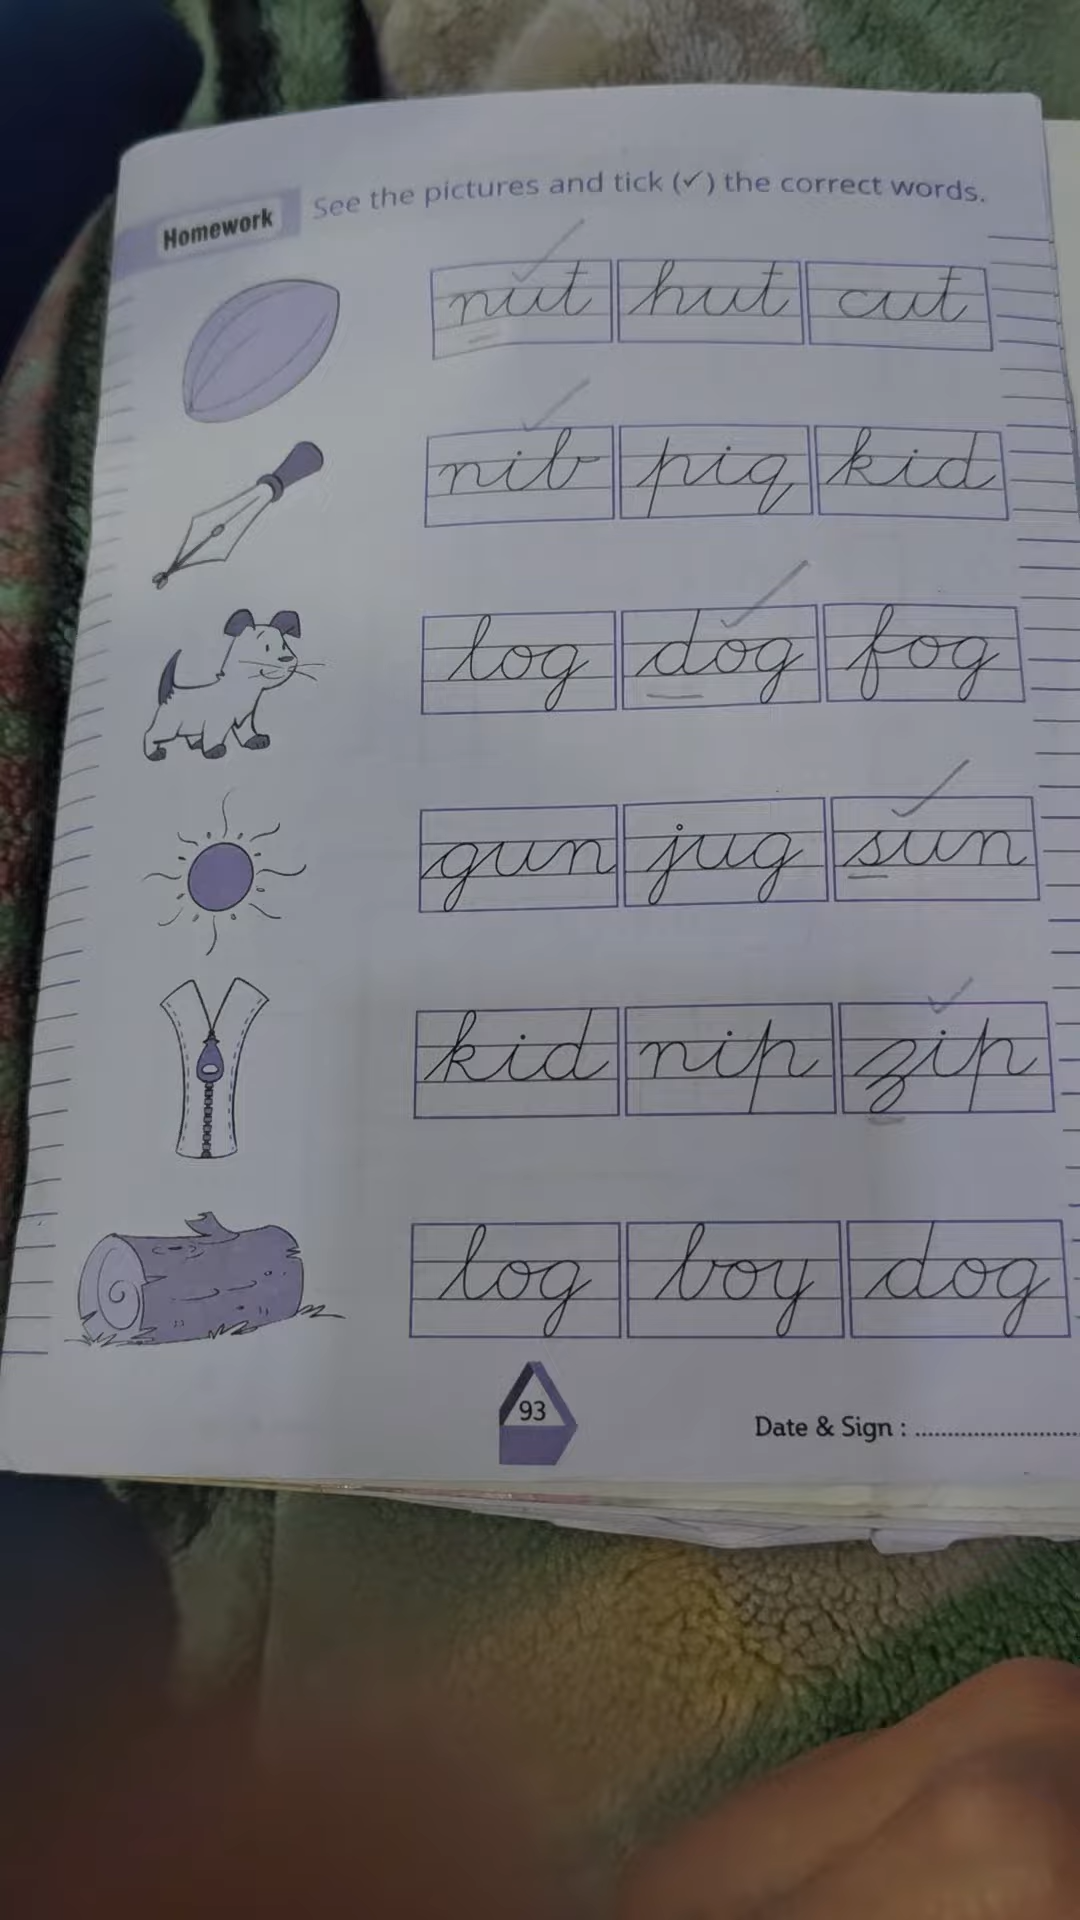 Homework See the pictures and tick (✓) the correct words.
nut hut cut
nib piq kid
log dog fog
gun jug sun
kid nip zip
log boy dog
93
Date & Sign : ........................